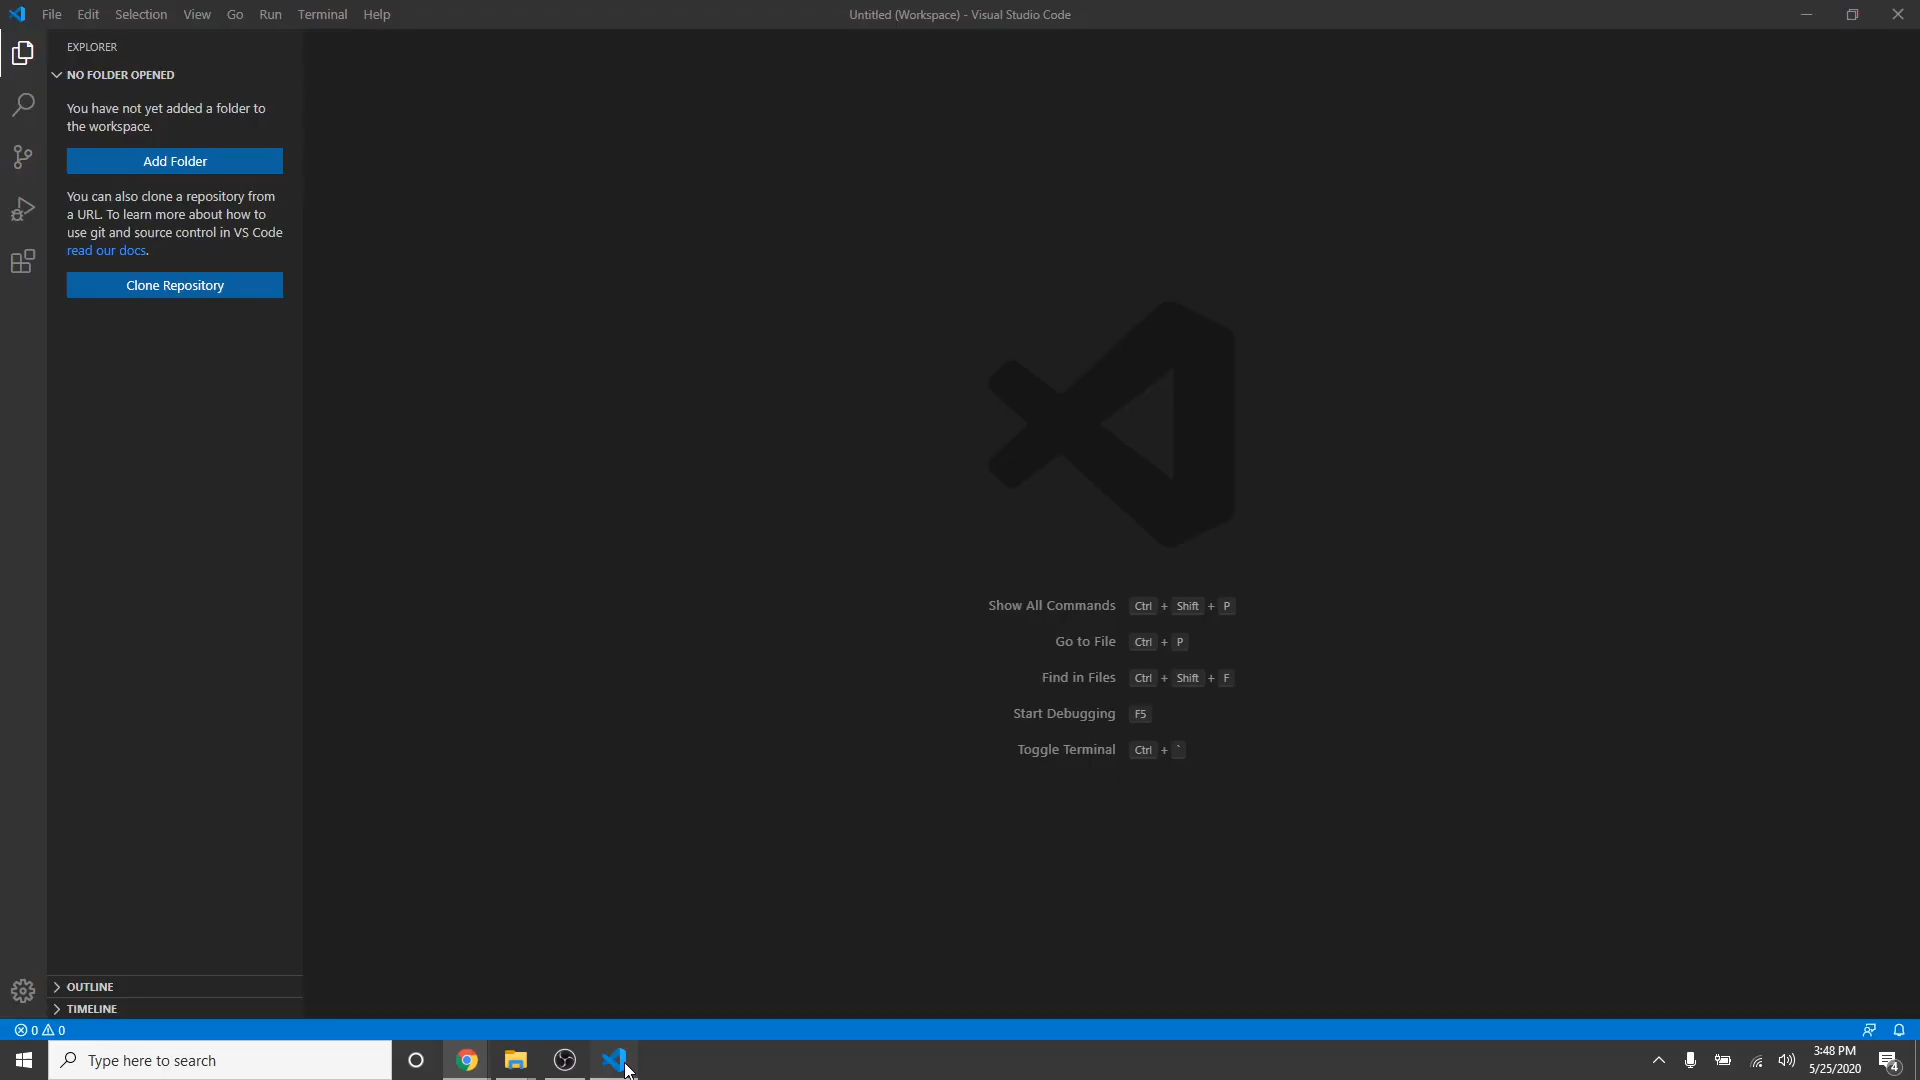 File Edit Selection View Go Run Terminal Help
Untitled (Workspace) - Visual Studio Code
EXPLORER
NO FOLDER OPENED
You have not yet added a folder to
the workspace.
Add Folder
You can also clone a repository from
a URL. To learn more about how to
use git and source control in VS Code
read our docs.
Clone Repository
Show All Commands Ctrl + Shift + P
Go to File Ctrl + P
Find in Files Ctrl + Shift + F
Start Debugging F5
Toggle Terminal Ctrl + `
OUTLINE
TIMELINE
0 0
Type here to search
3:48 PM
5/25/2020
4